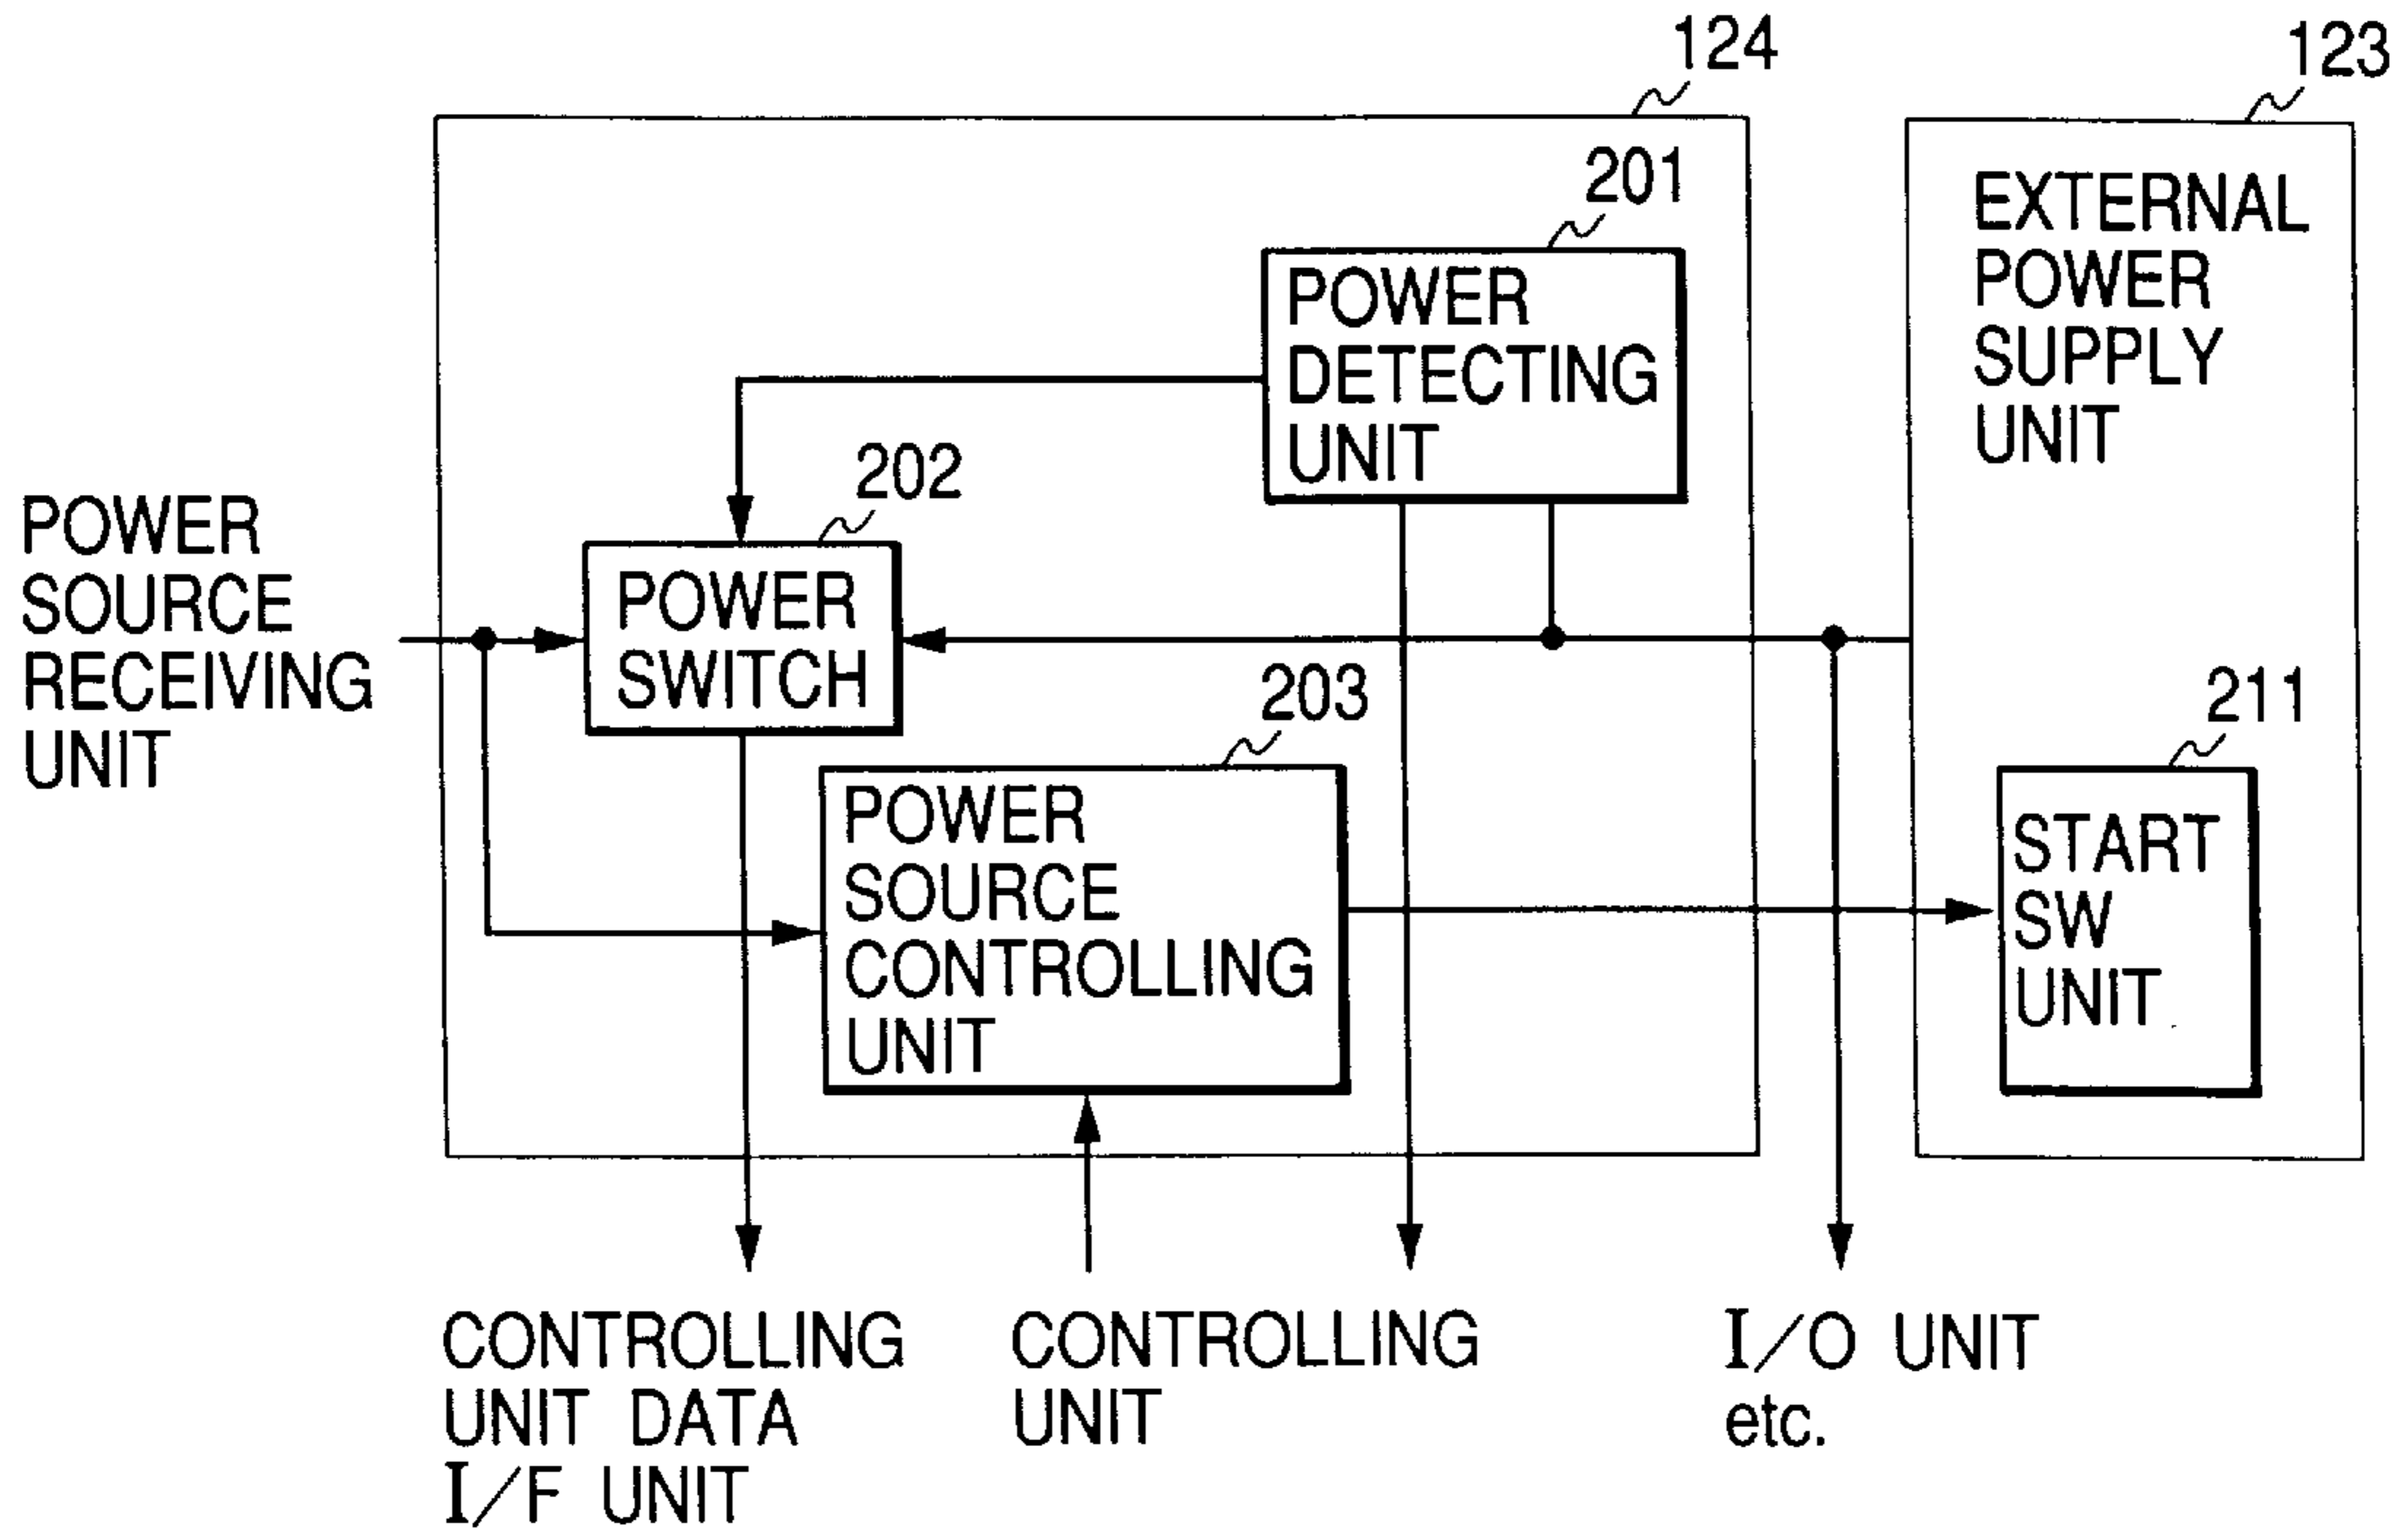 124
123
201
EXTERNAL
POWER
SUPPLY
UNIT
POWER
DETECTING
UNIT
202
POWER
SOURCE
RECEIVING
UNIT
POWER
SWITCH
203
211
POWER
SOURCE
CONTROLLING
UNIT
START
SW
UNIT
CONTROLLING
UNIT DATA
I/F UNIT
CONTROLLING
UNIT
I/O UNIT
etc.